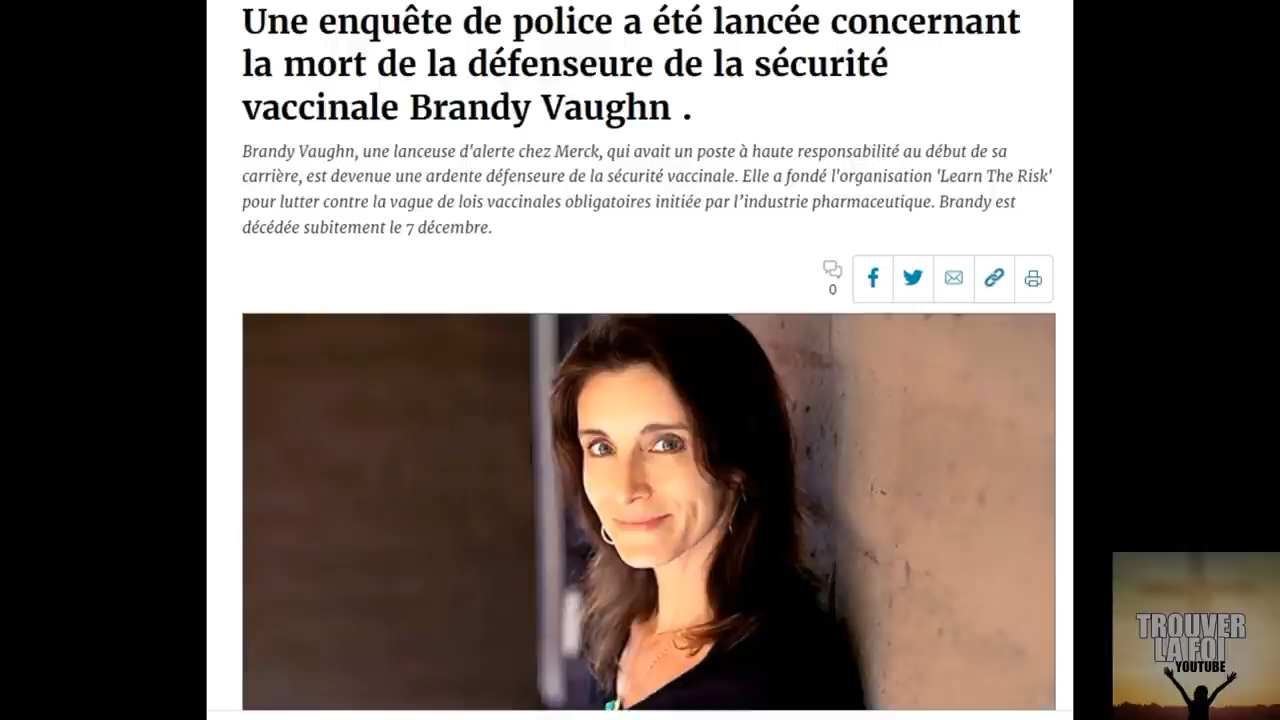 Une enquête de police a été lancée concernant
la mort de la défenseure de la sécurité
vaccinale Brandy Vaughn .
Brandy Vaughn, une lanceuse d'alerte chez Merck, qui avait un poste à haute responsabilité au début de sa
carrière, est devenue une ardente défenseure de la sécurité vaccinale. Elle a fondé l'organisation 'Learn The Risk'
pour lutter contre la vague de lois vaccinales obligatoires initiée par l’industrie pharmaceutique. Brandy est
décédée subitement le 7 décembre.
0
TROUVER
LA FOI
YOUTUBE